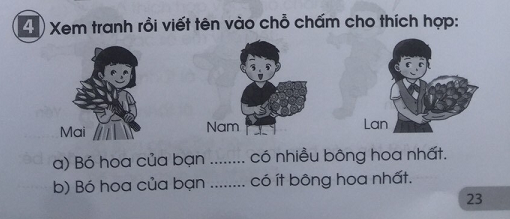 4 Xem tranh rồi viết tên vào chỗ chấm cho thích hợp:
Mai Nam Lan
a) Bó hoa của bạn ........ có nhiều bông hoa nhất.
b) Bó hoa của bạn ........ có ít bông hoa nhất.
23